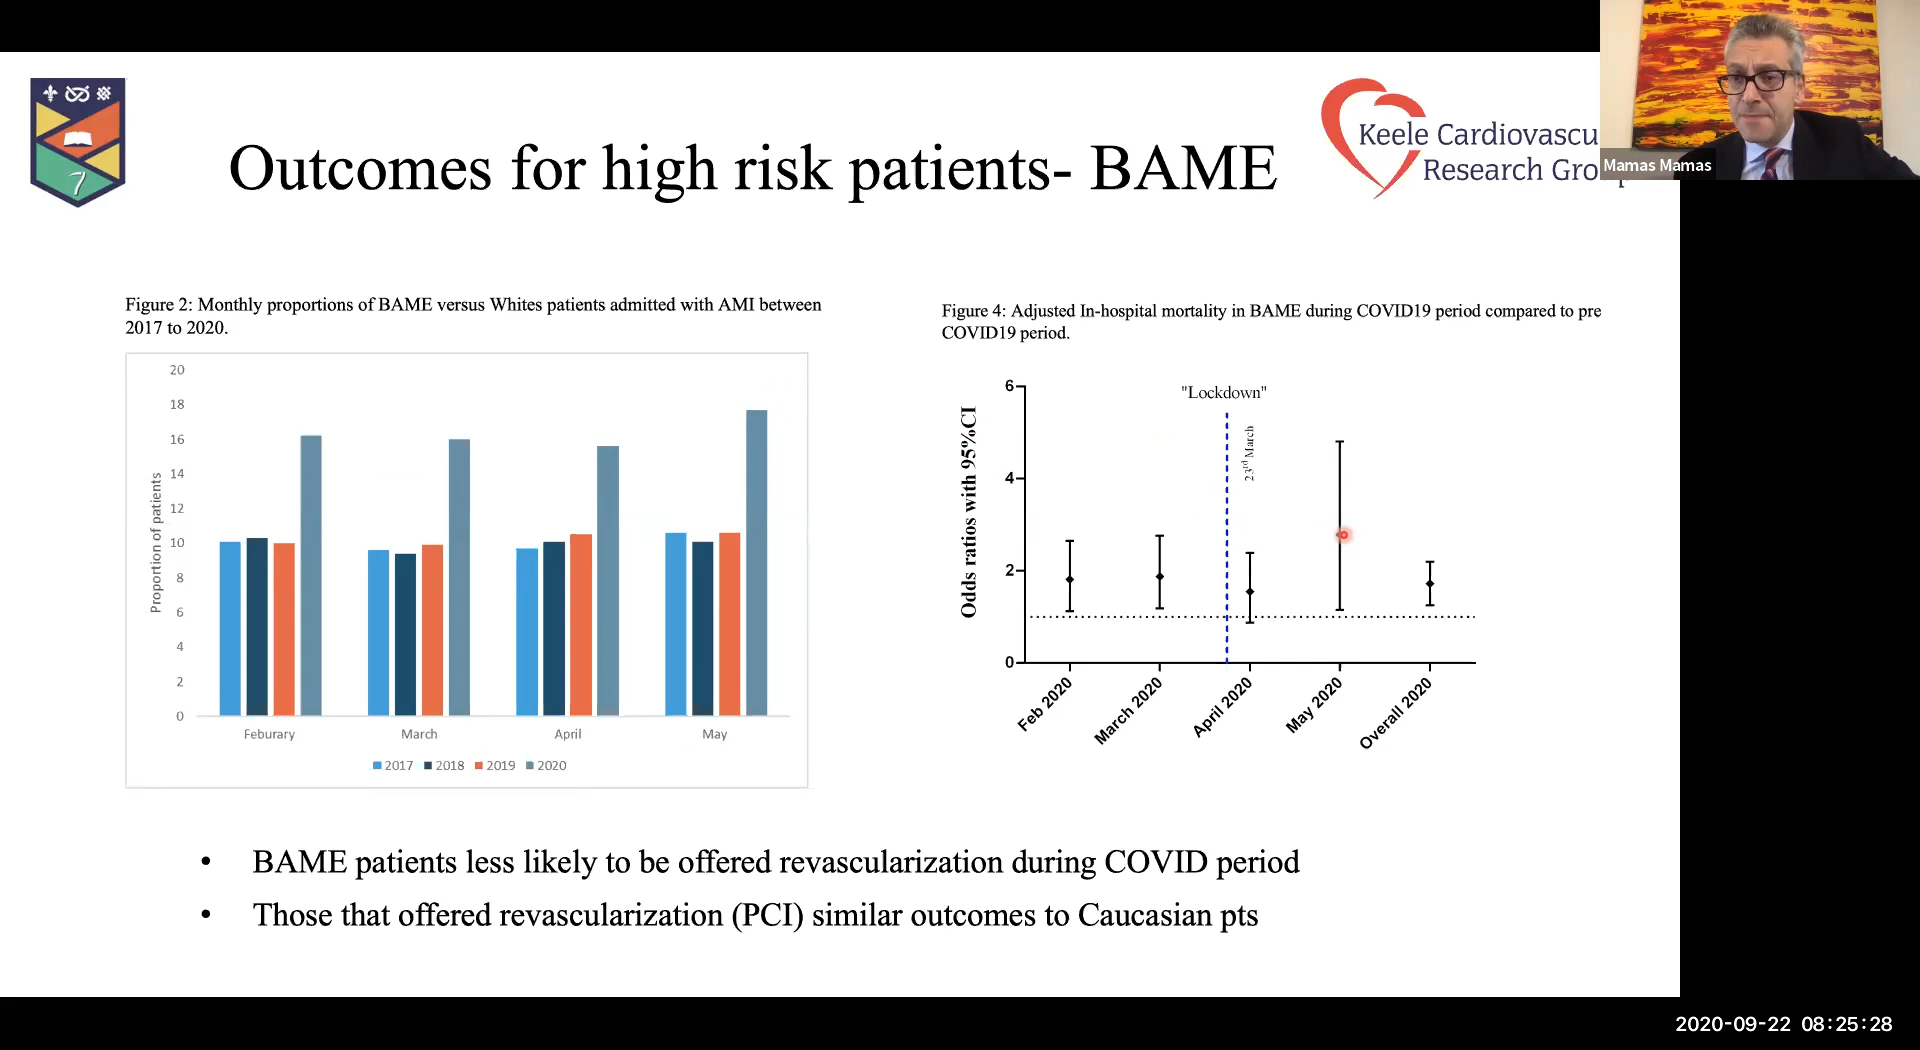 Outcomes for high risk patients- BAME
Keele Cardiovascu
Research Gro
Mamas Mamas
Figure 2: Monthly proportions of BAME versus Whites patients admitted with AMI between
2017 to 2020.
20
18
16
14
12
10
8
6
4
2
0
Proportion of patients
Feburary
March
April
May
2017
2018
2019
2020
Figure 4: Adjusted In-hospital mortality in BAME during COVID19 period compared to pre
COVID19 period.
"Lockdown"
23rd March
Odds ratios with 95%CI
6
4
2
0
Feb 2020
March 2020
April 2020
May 2020
Overall 2020
• BAME patients less likely to be offered revascularization during COVID period
• Those that offered revascularization (PCI) similar outcomes to Caucasian pts
2020-09-22 08:25:28